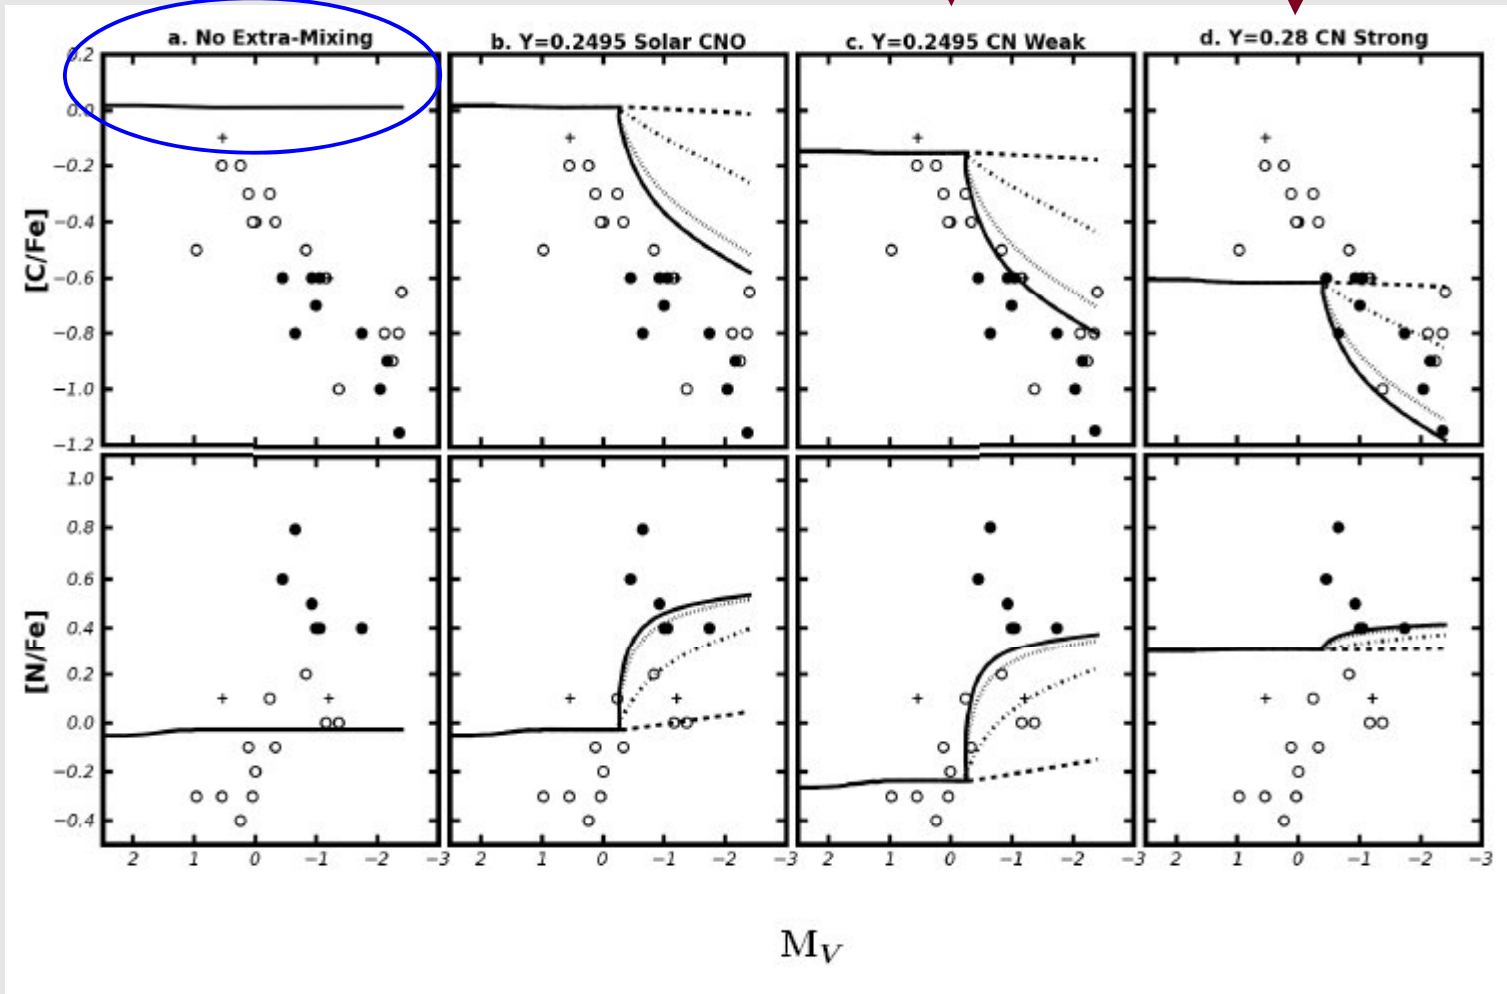 a. No Extra-Mixing
b. Y=0.2495 Solar CNO
c. Y=0.2495 CN Weak
d. Y=0.28 CN Strong
[C/Fe]
0.2
0.0
−0.2
−0.4
−0.6
−0.8
−1.0
−1.2
[N/Fe]
1.0
0.8
0.6
0.4
0.2
0.0
−0.2
−0.4
2 1 0 −1 −2 −3
2 1 0 −1 −2 −3
2 1 0 −1 −2 −3
2 1 0 −1 −2 −3
M_V